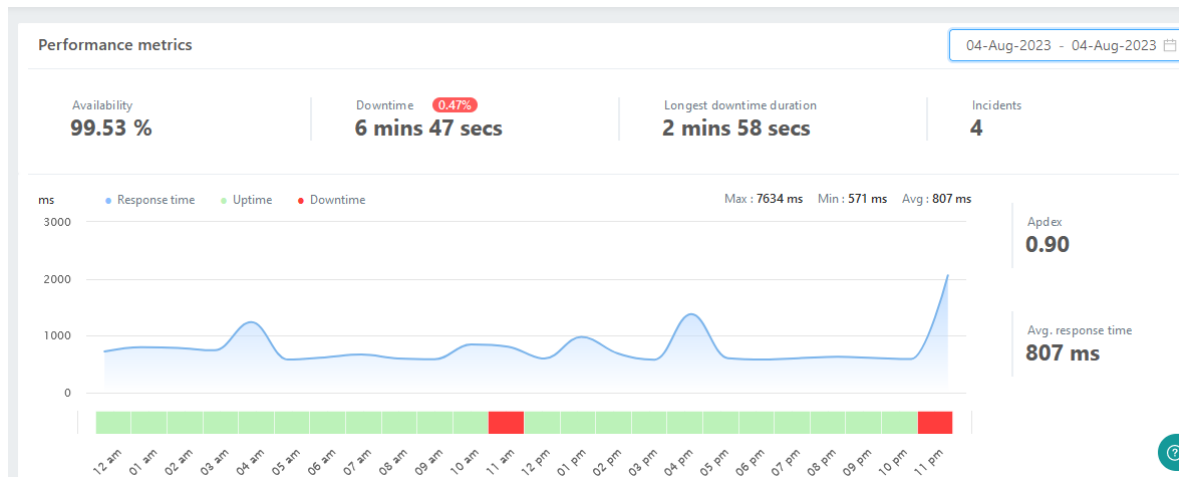 Performance metrics
04-Aug-2023 - 04-Aug-2023
Availability
99.53 %
Downtime 0.47%
6 mins 47 secs
Longest downtime duration
2 mins 58 secs
Incidents
4
ms
Response time Uptime Downtime
Max : 7634 ms Min : 571 ms Avg : 807 ms
3000
2000
1000
0
12 am 01 am 02 am 03 am 04 am 05 am 06 am 07 am 08 am 09 am 10 am 11 am 12 pm 01 pm 02 pm 03 pm 04 pm 05 pm 06 pm 07 pm 08 pm 09 pm 10 pm 11 pm
Apdex
0.90
Avg. response time
807 ms
?